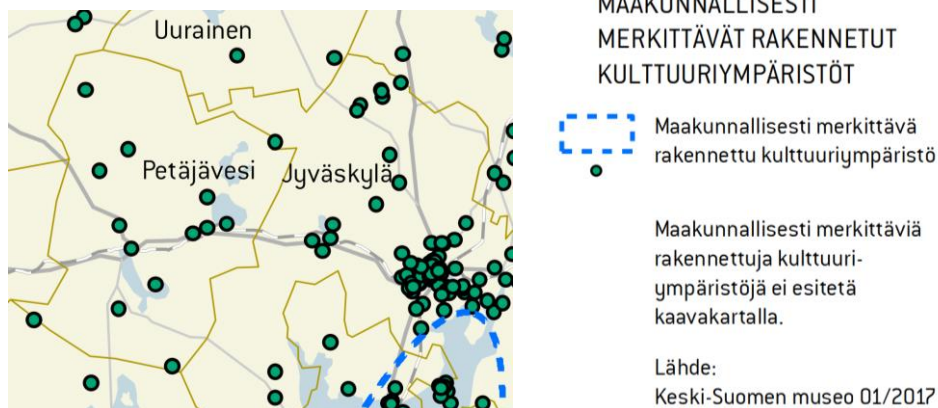 Uurainen
Petäjävesi
Jyväskylä
MAAKUNNALLISESTI
MERKITTÄVÄT RAKENNETUT
KULTTUURIYMPÄRISTÖT
Maakunnallisesti merkittävä
rakennettu kulttuuriympäristö
Maakunnallisesti merkittäviä
rakennettuja kulttuuri-
ympäristöjä ei esitetä
kaavakartalla.
Lähde:
Keski-Suomen museo 01/2017